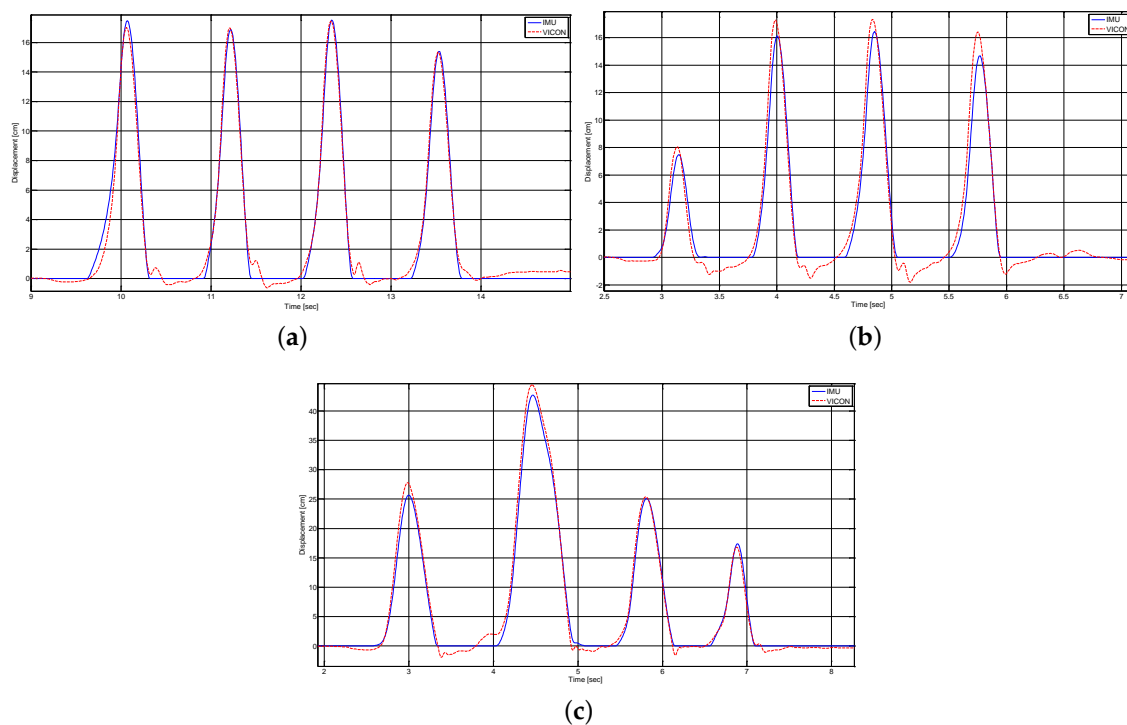 IMU
VICON
16
14
12
10
8
6
4
2
0
Displacement [cm]
9 10 11 12 13 14
Time [sec]
(a)
IMU
VICON
16
14
12
10
8
6
4
2
0
-2
Displacement [cm]
2.5 3 3.5 4 4.5 5 5.5 6 6.5 7
Time [sec]
(b)
IMU
VICON
40
35
30
25
20
15
10
5
0
Displacement [cm]
2 3 4 5 6 7 8
Time [sec]
(c)